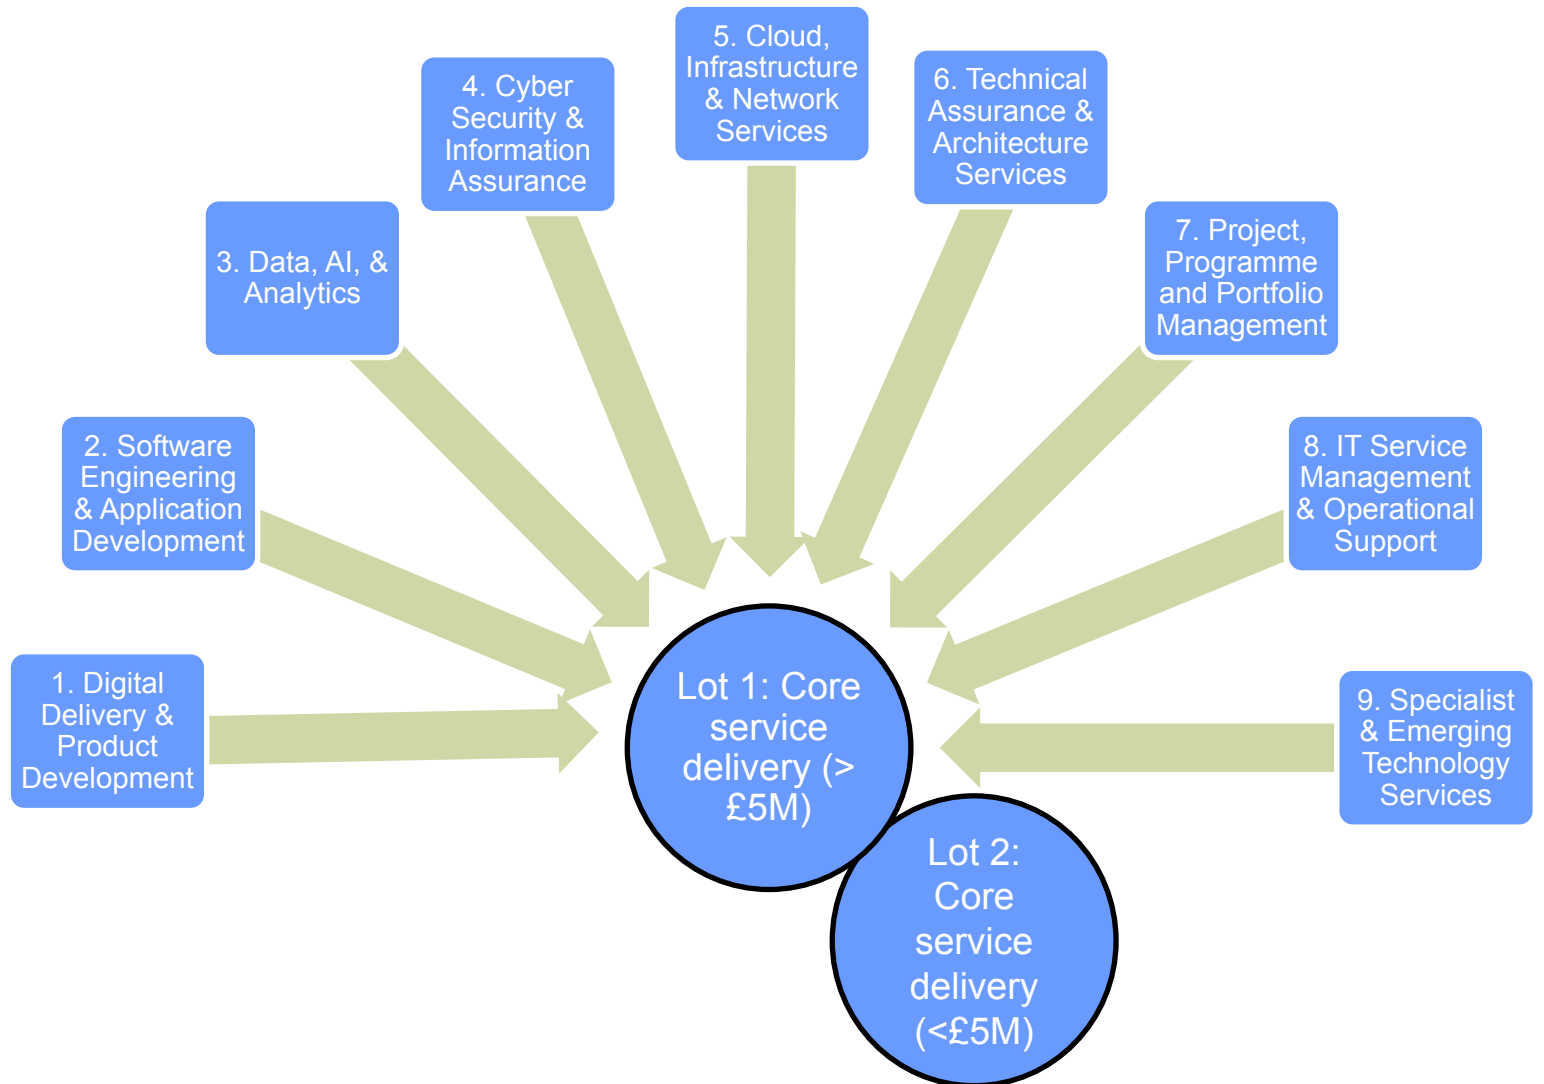 1. Digital
Delivery &
Product
Development
2. Software
Engineering
& Application
Development
3. Data, AI, &
Analytics
4. Cyber
Security &
Information
Assurance
5. Cloud,
Infrastructure
& Network
Services
6. Technical
Assurance &
Architecture
Services
7. Project,
Programme
and Portfolio
Management
8. IT Service
Management
& Operational
Support
9. Specialist
& Emerging
Technology
Services
Lot 1: Core
service
delivery (>
£5M)
Lot 2:
Core
service
delivery
(<£5M)